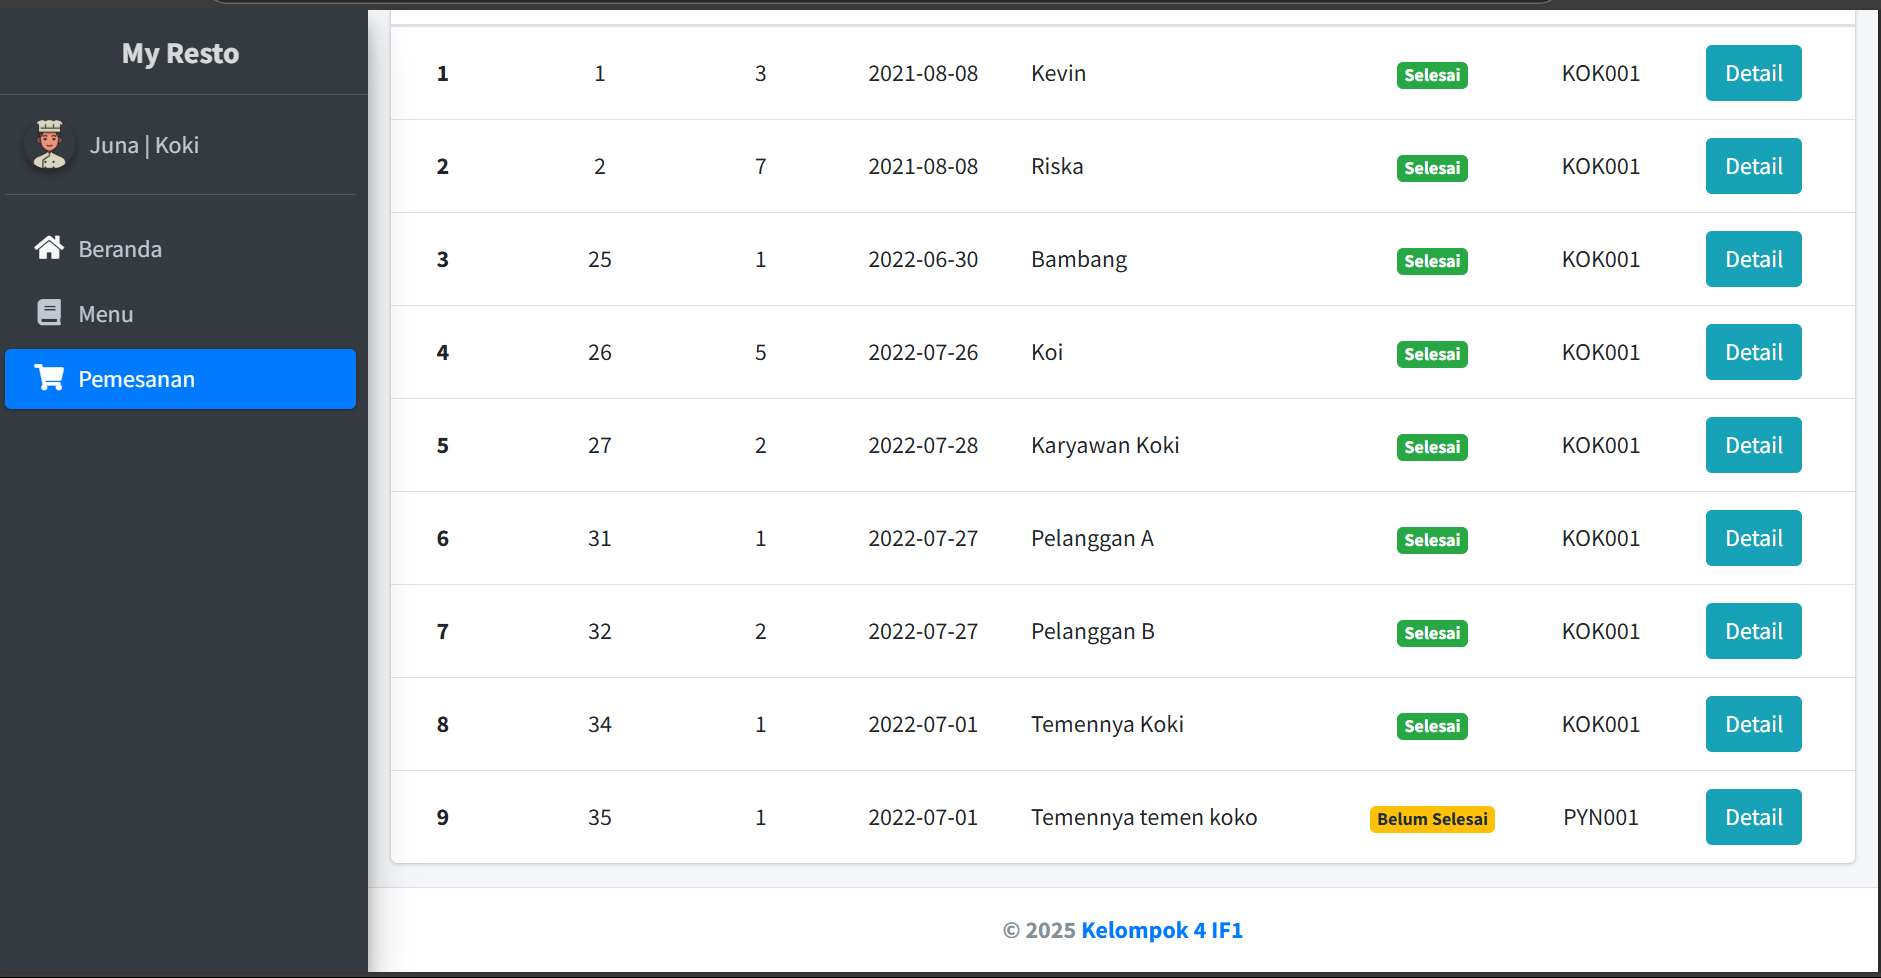 My Resto
Juna | Koki
Beranda
Menu
Pemesanan
1 1 3 2021-08-08 Kevin Selesai KOK001 Detail
2 2 7 2021-08-08 Riska Selesai KOK001 Detail
3 25 1 2022-06-30 Bambang Selesai KOK001 Detail
4 26 5 2022-07-26 Koi Selesai KOK001 Detail
5 27 2 2022-07-28 Karyawan Koki Selesai KOK001 Detail
6 31 1 2022-07-27 Pelanggan A Selesai KOK001 Detail
7 32 2 2022-07-27 Pelanggan B Selesai KOK001 Detail
8 34 1 2022-07-01 Temennya Koki Selesai KOK001 Detail
9 35 1 2022-07-01 Temennya temen koko Belum Selesai PYN001 Detail
© 2025 Kelompok 4 IF1